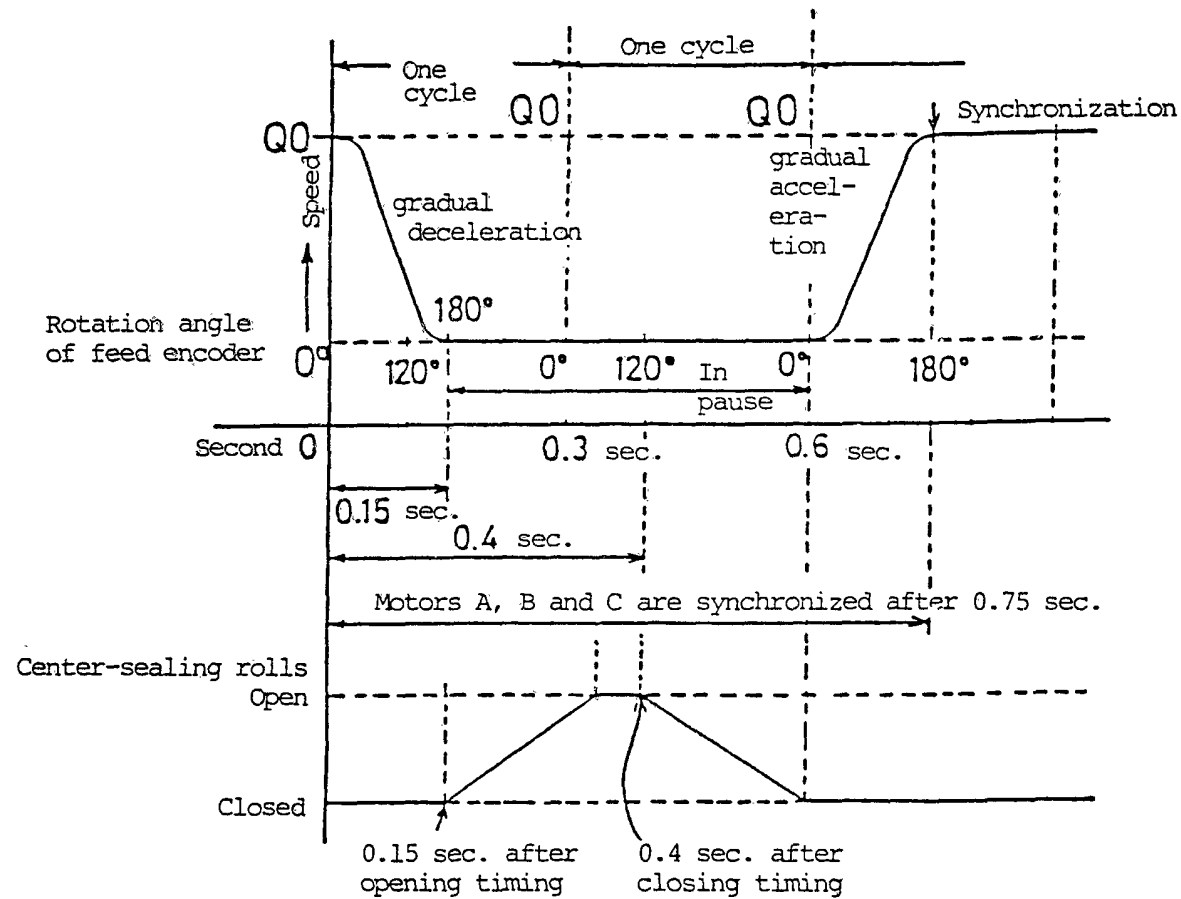 One cycle
One
cycle
Q0
Q0
Q0
Synchronization
Speed
gradual
deceleration
gradual
accel-
era-
tion
180°
Rotation angle
of feed encoder
0°
120°
0°
120°
In
pause
0°
180°
Second 0
0.3 sec.
0.6 sec.
0.15 sec.
0.4 sec.
Motors A, B and C are synchronized after 0.75 sec.
Center-sealing rolls
Open
Closed
0.15 sec. after
opening timing
0.4 sec. after
closing timing